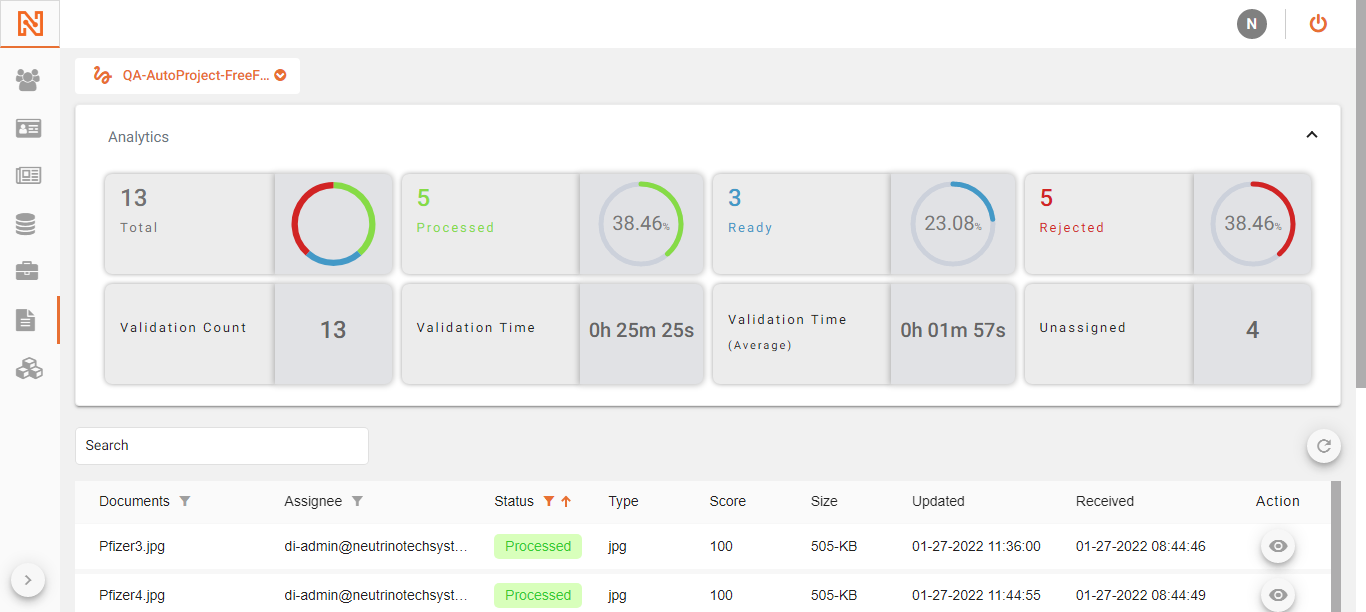 N
QA-AutoProject-FreeF...
Analytics
13
Total
5
Processed
38.46%
3
Ready
23.08%
5
Rejected
38.46%
Validation Count
13
Validation Time
0h 25m 25s
Validation Time
(Average)
0h 01m 57s
Unassigned
4
Search
Documents Assignee Status Type Score Size Updated Received Action
Pfizer3.jpg di-admin@neutrinotechsyst... Processed jpg 100 505-KB 01-27-2022 11:36:00 01-27-2022 08:44:46
Pfizer4.jpg di-admin@neutrinotechsyst... Processed jpg 100 505-KB 01-27-2022 11:44:55 01-27-2022 08:44:49